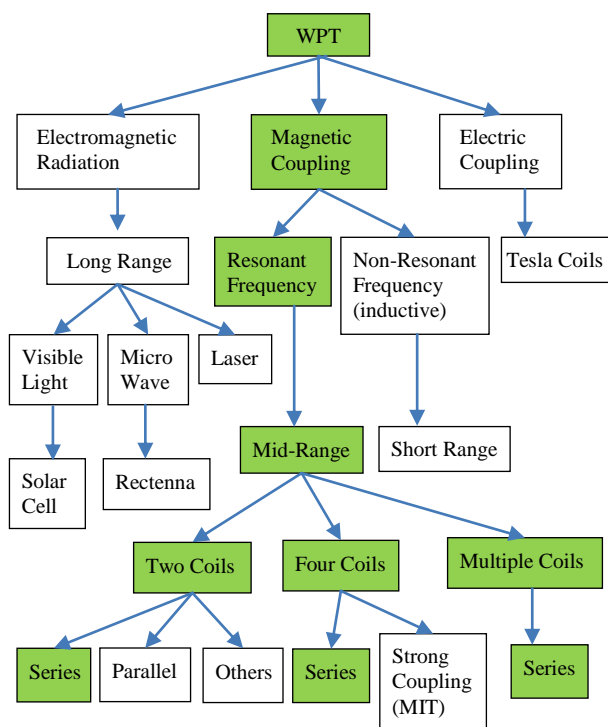 WPT
Electromagnetic
Radiation
Magnetic
Coupling
Electric
Coupling
Long Range
Resonant
Frequency
Non-Resonant
Frequency
(inductive)
Tesla Coils
Visible
Light
Micro
Wave
Laser
Solar
Cell
Rectenna
Mid-Range
Short Range
Two Coils
Four Coils
Multiple Coils
Series
Parallel
Others
Series
Strong
Coupling
(MIT)
Series